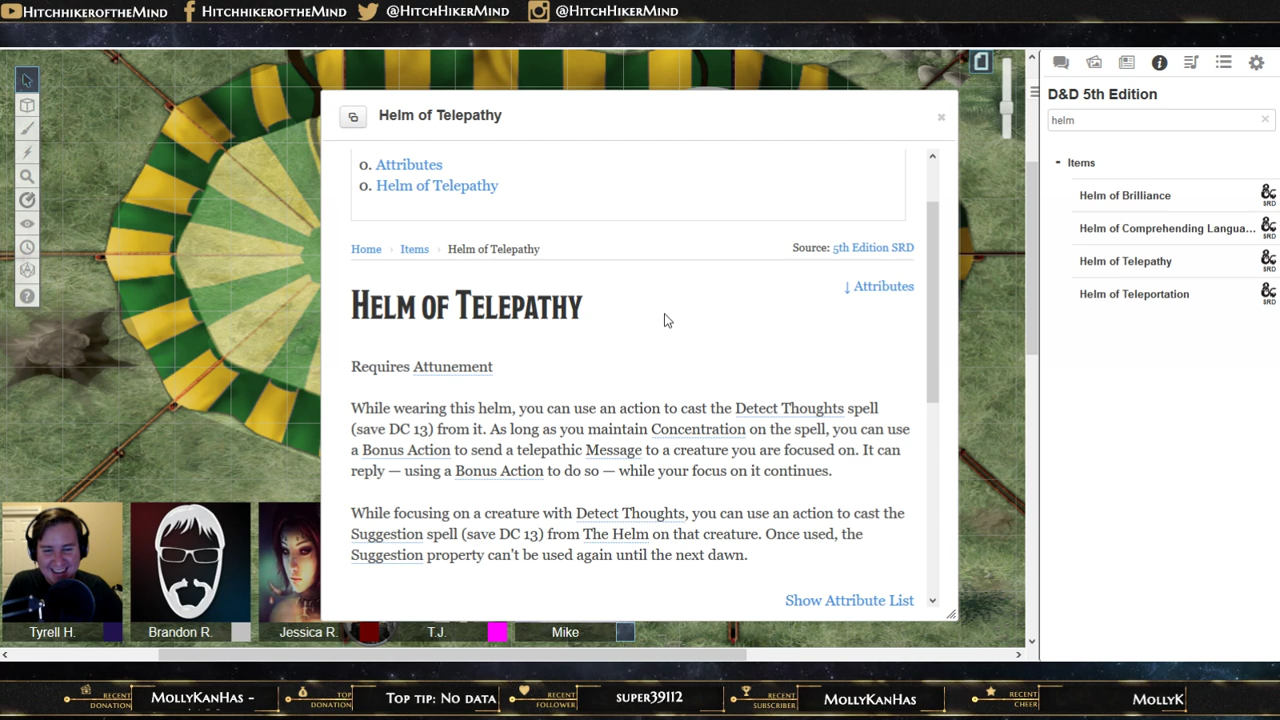 HitchhikeroftheMind HitchhikeroftheMind @HitchHikerMind @HitchHikerMind
Helm of Telepathy
0. Attributes
0. Helm of Telepathy
Home › Items › Helm of Telepathy Source: 5th Edition SRD
↓ Attributes
Helm of Telepathy
Requires Attunement
While wearing this helm, you can use an action to cast the Detect Thoughts spell
(save DC 13) from it. As long as you maintain Concentration on the spell, you can use
a Bonus Action to send a telepathic Message to a creature you are focused on. It can
reply — using a Bonus Action to do so — while your focus on it continues.
While focusing on a creature with Detect Thoughts, you can use an action to cast the
Suggestion spell (save DC 13) from The Helm on that creature. Once used, the
Suggestion property can't be used again until the next dawn.
Show Attribute List
D&D 5th Edition
helm
Items
Helm of Brilliance
SRD
Helm of Comprehending Langua...
SRD
Helm of Telepathy
SRD
Helm of Teleportation
SRD
Tyrell H. Brandon R. Jessica R. T.J. Mike
RECENT DONATION MollyKanHas - TOP DONATION Top tip: No data RECENT FOLLOWER super39112 RECENT SUBSCRIBER MollyKanHas RECENT CHEER MollyK